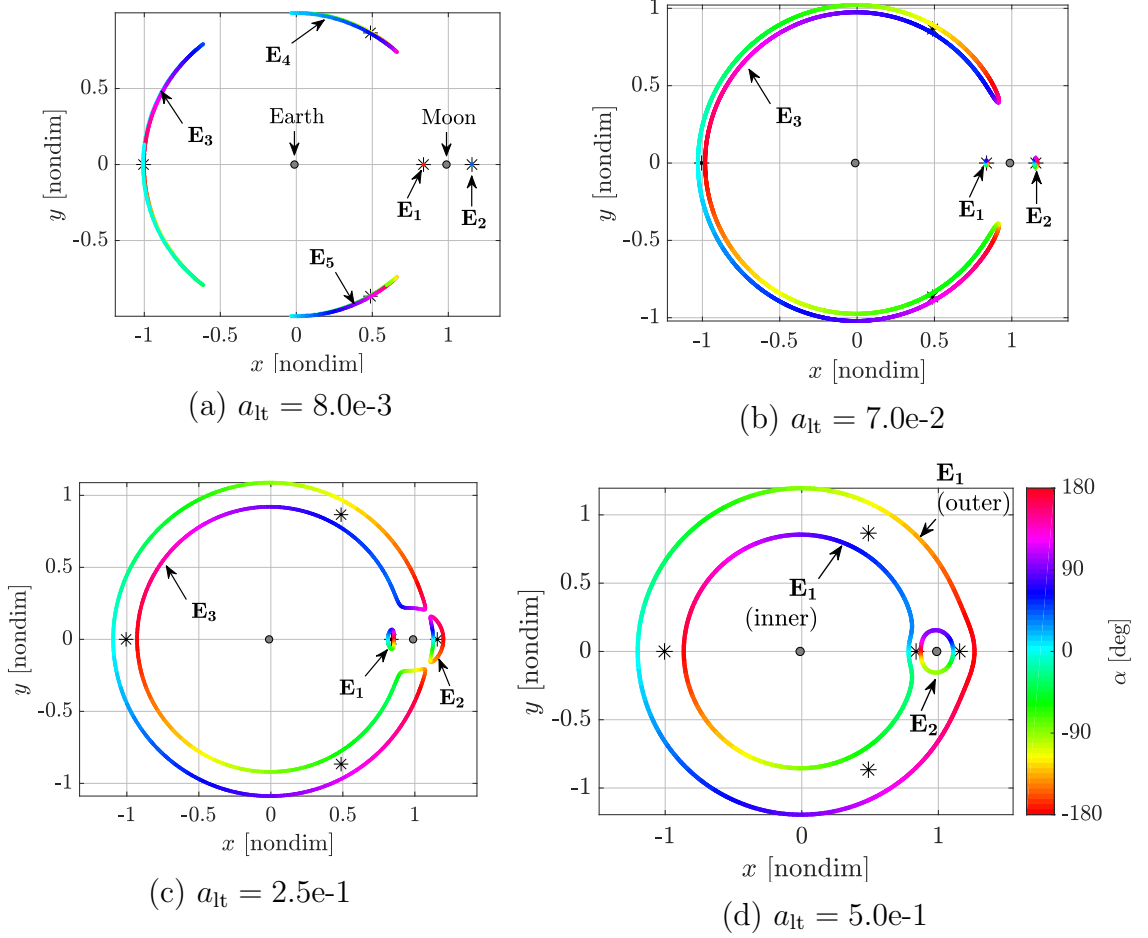 E₄
E₃
Earth
Moon
E₁
E₂
E₅
0.5
0
-0.5
-1
0
0.5
1
y [nondim]
x [nondim]
(a) aₗₜ = 8.0e-3
E₃
E₁
E₂
1
0.5
0
-0.5
-1
-1
-0.5
0
0.5
1
y [nondim]
x [nondim]
(b) aₗₜ = 7.0e-2
E₃
E₁
E₂
1
0.5
0
-0.5
-1
-1
-0.5
0
0.5
1
y [nondim]
x [nondim]
(c) aₗₜ = 2.5e-1
E₁
(outer)
E₁
(inner)
E₂
1
0.5
0
-0.5
-1
-1
0
1
y [nondim]
x [nondim]
180
90
0
-90
-180
α [deg]
(d) aₗₜ = 5.0e-1